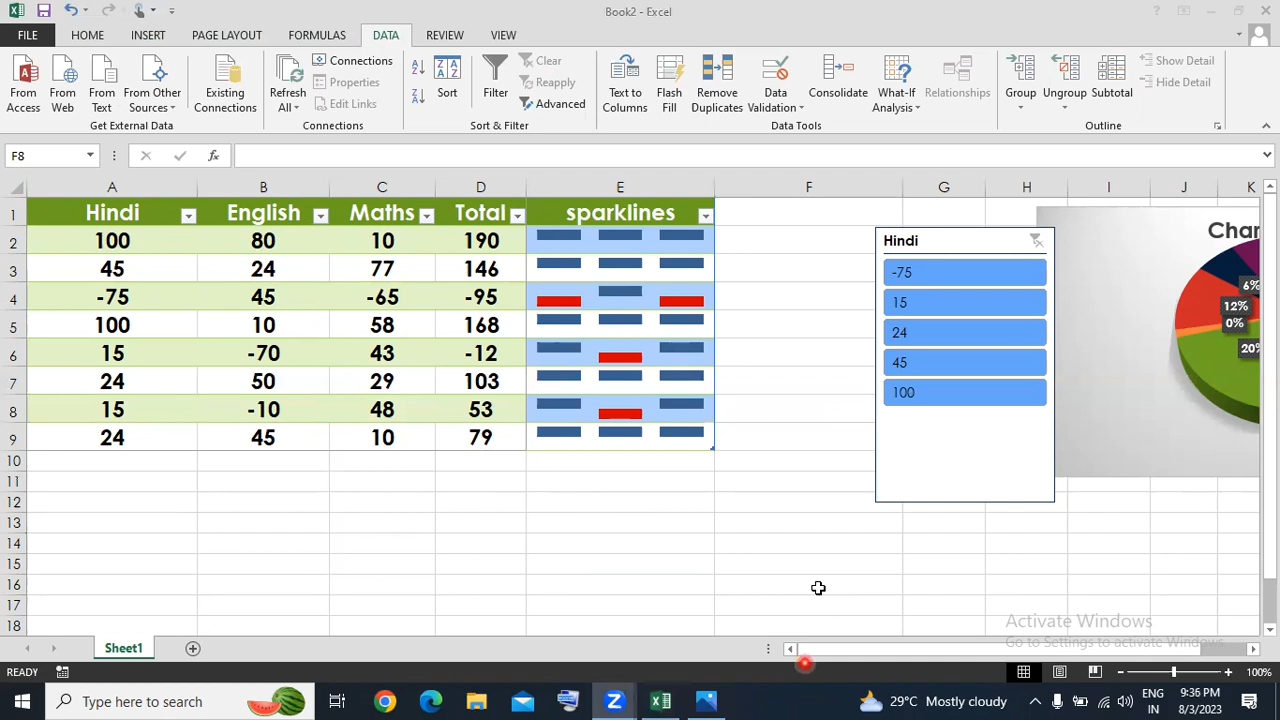 Book2 - Excel
FILE HOME INSERT PAGE LAYOUT FORMULAS DATA REVIEW VIEW
From Access
From Web
From Text
From Other Sources
Existing Connections
Refresh All
Connections
Properties
Edit Links
Sort
Filter
Clear
Reapply
Advanced
Text to Columns
Flash Fill
Remove Duplicates
Data Validation
Consolidate
What-If Analysis
Relationships
Group
Ungroup
Subtotal
Show Detail
Hide Detail
Get External Data Connections Sort & Filter Data Tools Outline
F8 fx
A B C D E F G H I J K
1 Hindi English Maths Total sparklines
2 100 80 10 190
3 45 24 77 146
4 -75 45 -65 -95
5 100 10 58 168
6 15 -70 43 -12
7 24 50 29 103
8 15 -10 48 53
9 24 45 10 79
10
11
12
13
14
15
16
17
18
Hindi
-75
15
24
45
100
Char
6%
12%
0%
20%
Activate Windows
Go to Settings to activate Windows.
Sheet1
READY 100%
Type here to search
29°C Mostly cloudy
ENG
IN
9:36 PM
8/3/2023